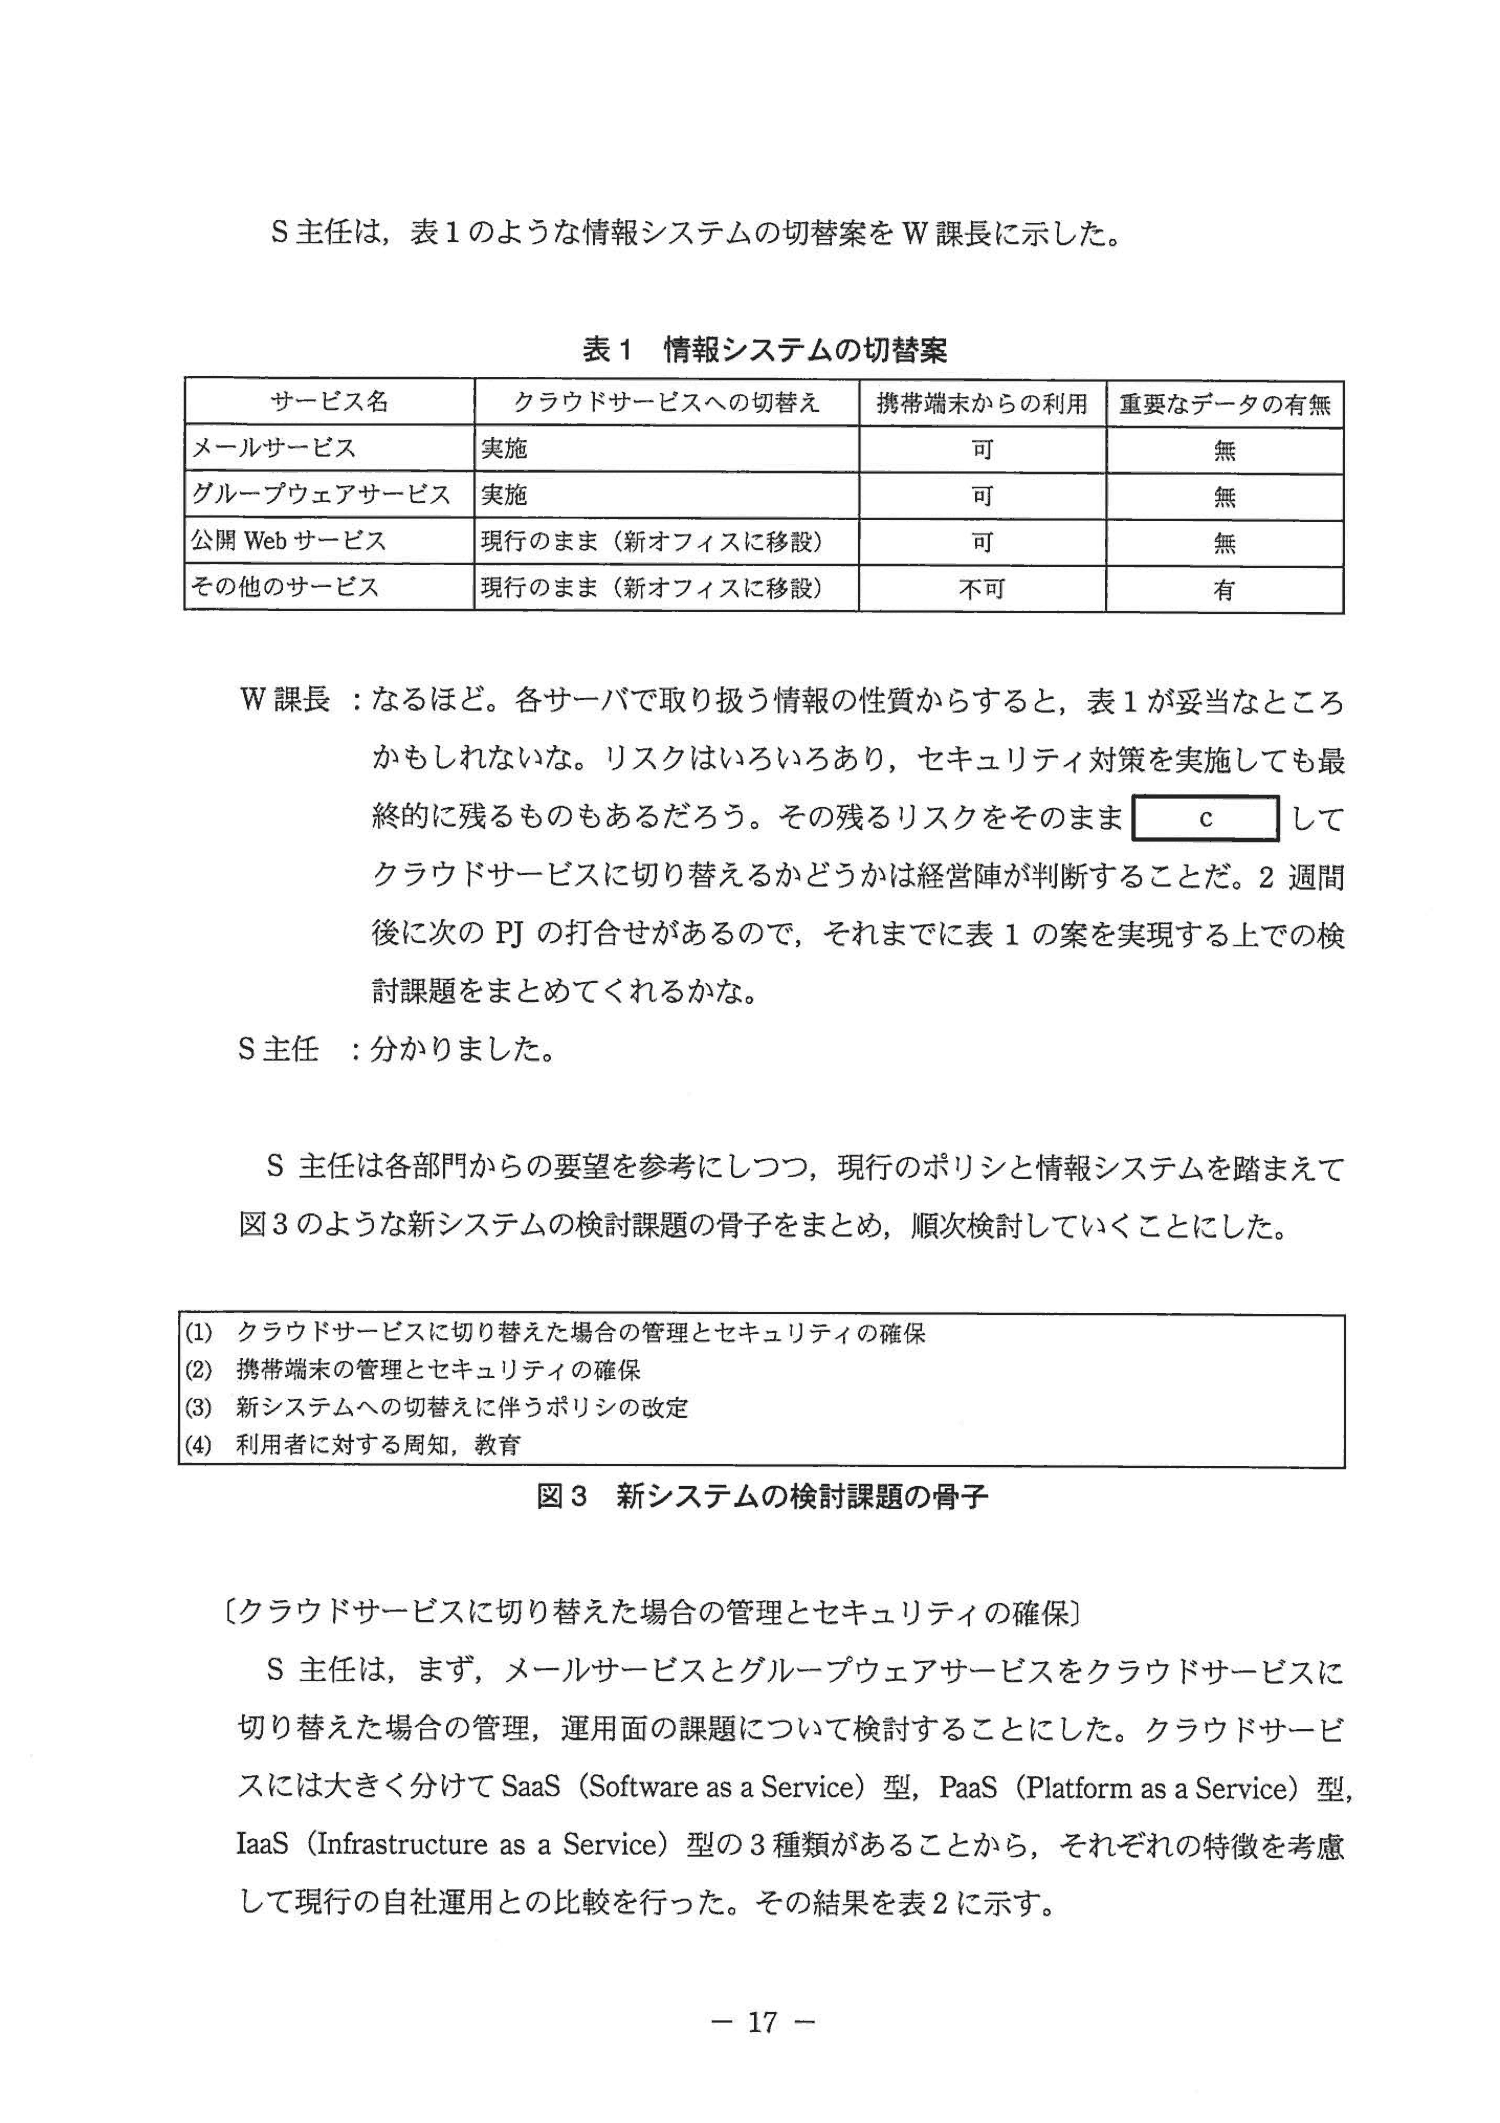 S 主任は，表 1 のような情報システムの切替案を W 課長に示した。
表 1　情報システムの切替案
サービス名　クラウドサービスへの切替え　携帯端末からの利用　重要なデータの有無
メールサービス　実施　可　無
グループウェアサービス　実施　可　無
公開 Web サービス　現行のまま（新オフィスに移設）　可　無
その他のサービス　現行のまま（新オフィスに移設）　不可　有
W 課長 ：なるほど。各サーバで取り扱う情報の性質からすると，表 1 が妥当なところ
かもしれないな。リスクはいろいろあり，セキュリティ対策を実施しても最
終的に残るものもあるだろう。その残るリスクをそのまま c して
クラウドサービスに切り替えるかどうかは経営陣が判断することだ。2 週間
後に次の PJ の打合せがあるので，それまでに表 1 の案を実現する上での検
討課題をまとめてくれるかな。
S 主任 ：分かりました。
S 主任は各部門からの要望を参考にしつつ，現行のポリシと情報システムを踏まえて
図 3 のような新システムの検討課題の骨子をまとめ，順次検討していくことにした。
(1)　クラウドサービスに切り替えた場合の管理とセキュリティの確保
(2)　携帯端末の管理とセキュリティの確保
(3)　新システムへの切替えに伴うポリシの改定
(4)　利用者に対する周知，教育
図 3　新システムの検討課題の骨子
〔クラウドサービスに切り替えた場合の管理とセキュリティの確保〕
S 主任は，まず，メールサービスとグループウェアサービスをクラウドサービスに
切り替えた場合の管理，運用面の課題について検討することにした。クラウドサービ
スには大きく分けて SaaS（Software as a Service）型，PaaS（Platform as a Service）型，
IaaS（Infrastructure as a Service）型の 3 種類があることから，それぞれの特徴を考慮
して現行の自社運用との比較を行った。その結果を表 2 に示す。
－ 17 －